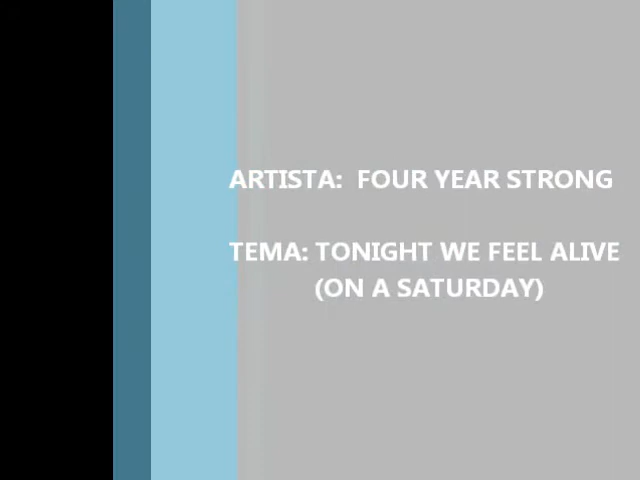 ARTISTA: FOUR YEAR STRONG
TEMA: TONIGHT WE FEEL ALIVE
(ON A SATURDAY)